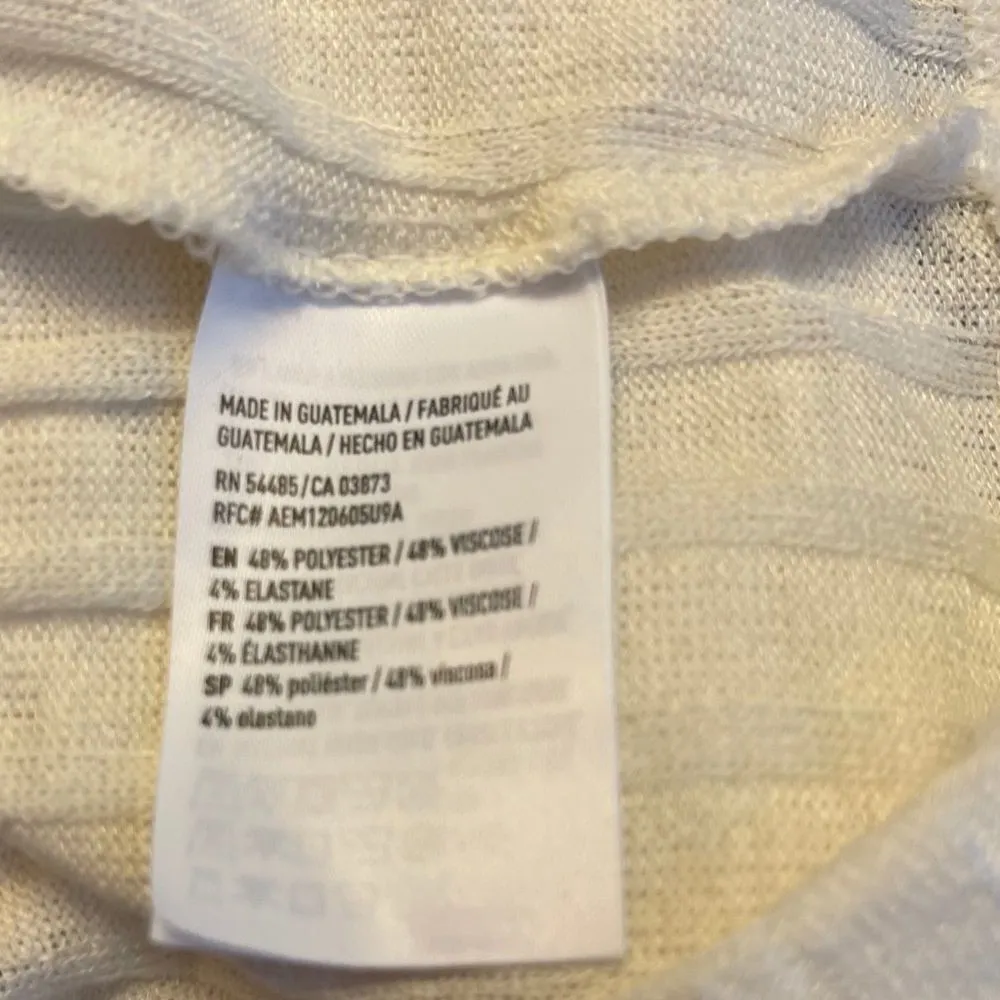 MADE IN GUATEMALA / FABRIQUÉ AU
GUATEMALA / HECHO EN GUATEMALA
RN 54485/CA 03873
RFC# AEM120605U9A
EN 48% POLYESTER / 48% VISCOSE /
4% ELASTANE
FR 48% POLYESTER / 48% VISCOSE /
4% ÉLASTHANNE
SP 48% poliéster / 48% viscosa /
4% elastano